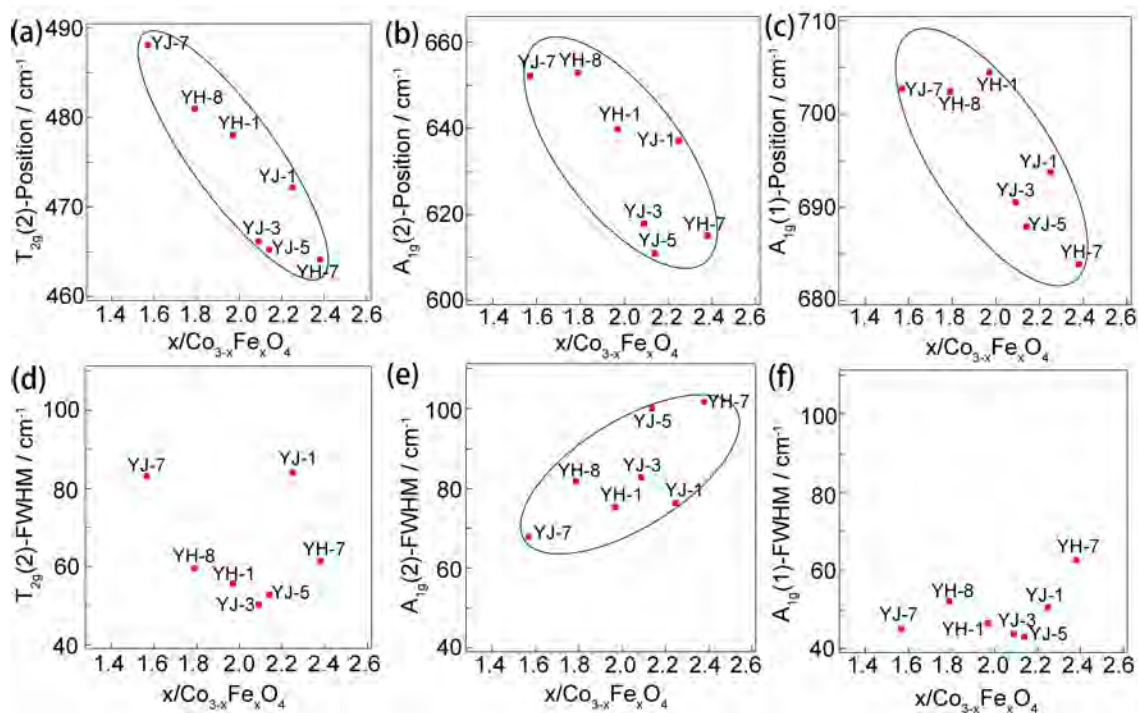 (a)
T2g(2)-Position / cm-1
490
480
470
460
YJ-7
YH-8
YH-1
YJ-1
YJ-3
YJ-5
YH-7
1.4 1.6 1.8 2.0 2.2 2.4 2.6
x/Co3-xFexO4
(b)
A1g(2)-Position / cm-1
660
640
620
600
YJ-7
YH-8
YH-1
YJ-1
YJ-3
YJ-5
YH-7
1.4 1.6 1.8 2.0 2.2 2.4 2.6
x/Co3-xFexO4
(c)
A1g(1)-Position / cm-1
710
700
690
680
YJ-7
YH-8
YH-1
YJ-1
YJ-3
YJ-5
YH-7
1.4 1.6 1.8 2.0 2.2 2.4 2.6
x/Co3-xFexO4
(d)
T2g(2)-FWHM / cm-1
100
80
60
40
YJ-7
YJ-1
YH-8
YH-1
YJ-3
YJ-5
YH-7
1.4 1.6 1.8 2.0 2.2 2.4 2.6
x/Co3-xFexO4
(e)
A1g(2)-FWHM / cm-1
100
80
60
40
YH-7
YJ-5
YH-8
YJ-3
YH-1
YJ-1
YJ-7
1.4 1.6 1.8 2.0 2.2 2.4 2.6
x/Co3-xFexO4
(f)
A1g(1)-FWHM / cm-1
100
80
60
40
YH-7
YH-8
YJ-1
YJ-7
YH-1
YJ-3
YJ-5
1.4 1.6 1.8 2.0 2.2 2.4 2.6
x/Co3-xFexO4